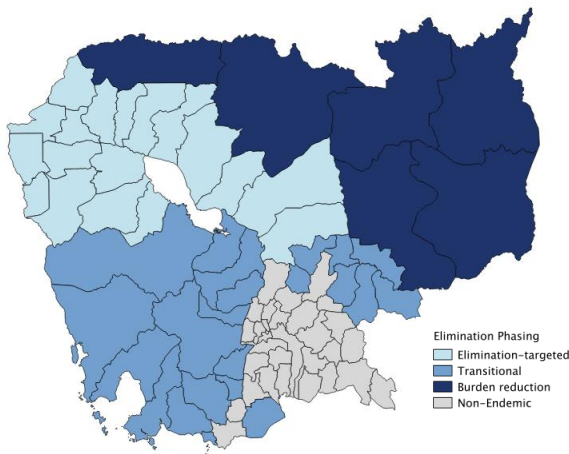 Elimination Phasing
Elimination-targeted
Transitional
Burden reduction
Non-Endemic